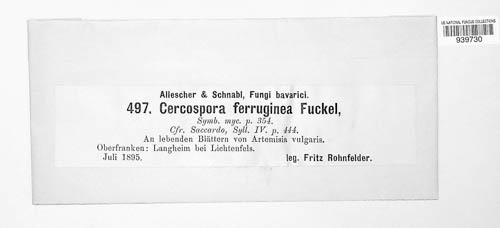 US NATIONAL FUNGUS COLLECTIONS
939730
Allescher & Schnabl, Fungi bavarici.
497. Cercospora ferruginea Fuckel,
Symb. myc. p. 354.
Cfr. Saccardo, Syll. IV. p. 444.
An lebenden Blättern von Artemisia vulgaris.
Oberfranken: Langheim bei Lichtenfels.
Juli 1895. leg. Fritz Rohnfelder.